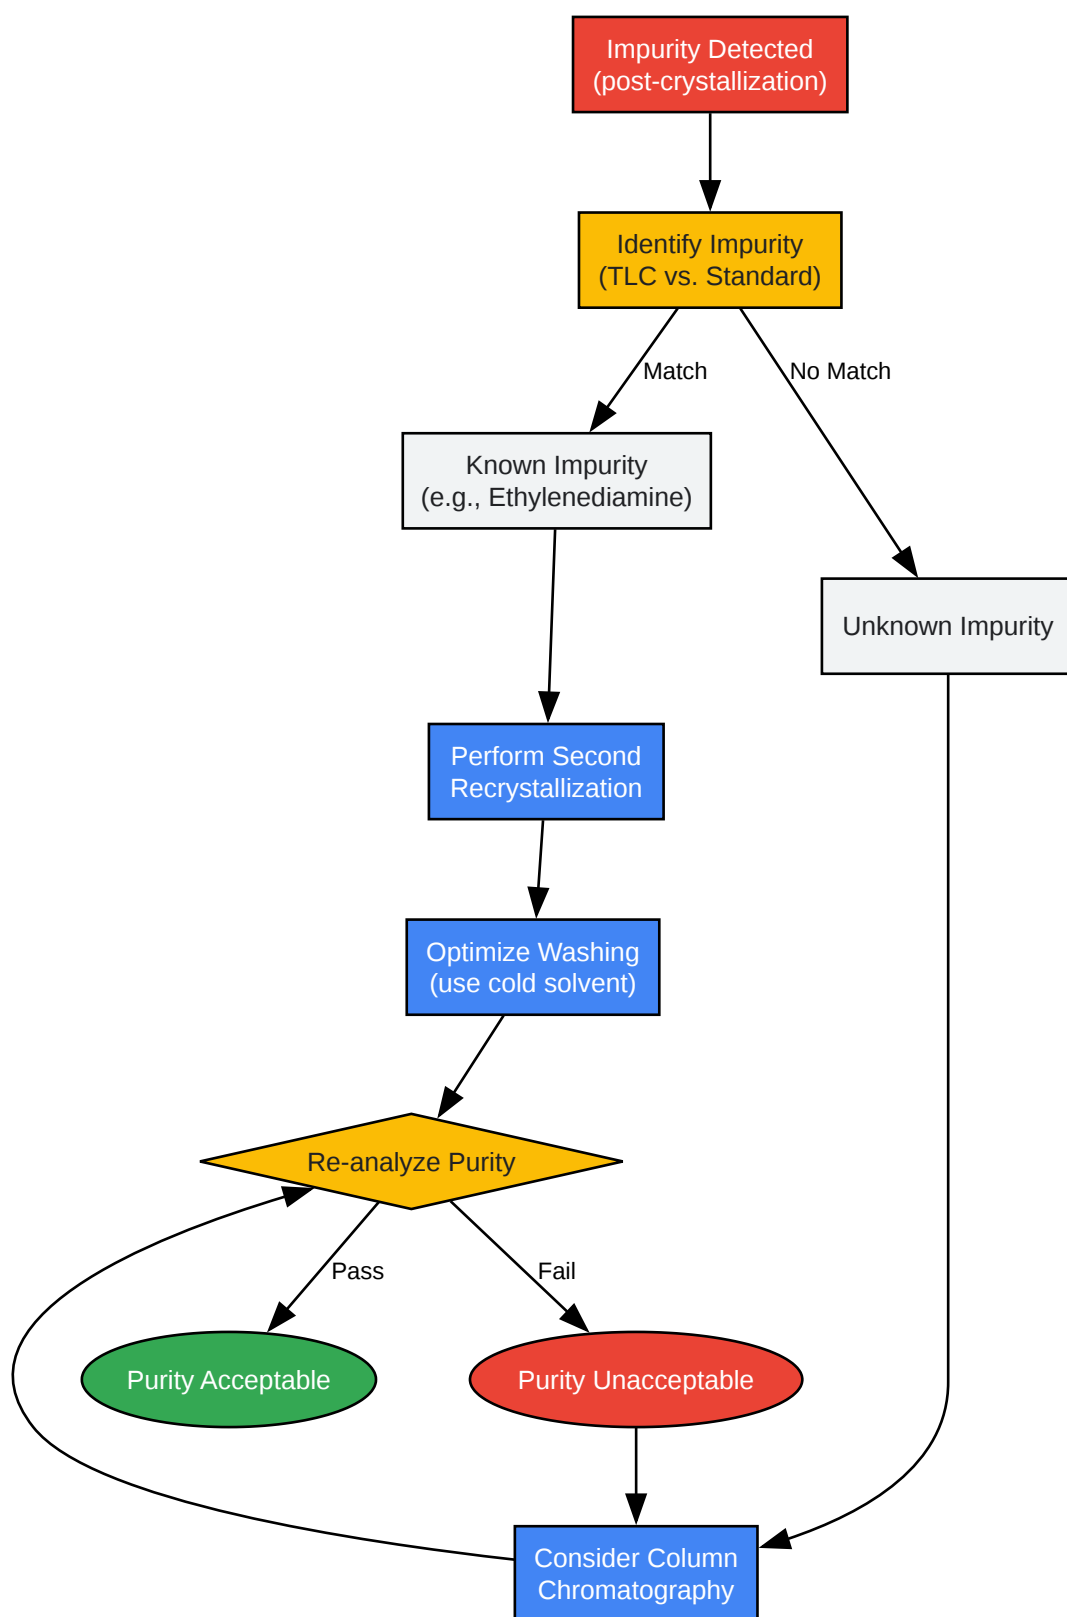 Impurity Detected
(post-crystallization)
Identify Impurity
(TLC vs. Standard)
Match
No Match
Known Impurity
(e.g., Ethylenediamine)
Unknown Impurity
Perform Second
Recrystallization
Optimize Washing
(use cold solvent)
Re-analyze Purity
Pass
Fail
Purity Acceptable
Purity Unacceptable
Consider Column
Chromatography